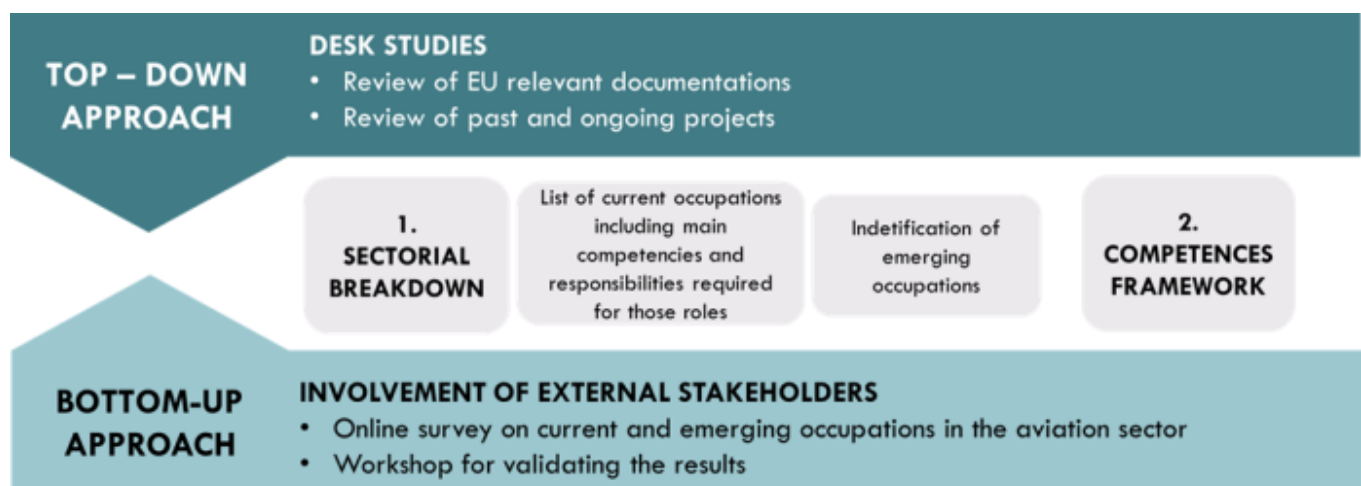 TOP – DOWN
APPROACH
DESK STUDIES
• Review of EU relevant documentations
• Review of past and ongoing projects
1.
SECTORIAL
BREAKDOWN
List of current occupations
including main
competencies and
responsibilities required
for those roles
Indetification of
emerging
occupations
2.
COMPETENCES
FRAMEWORK
BOTTOM-UP
APPROACH
INVOLVEMENT OF EXTERNAL STAKEHOLDERS
• Online survey on current and emerging occupations in the aviation sector
• Workshop for validating the results